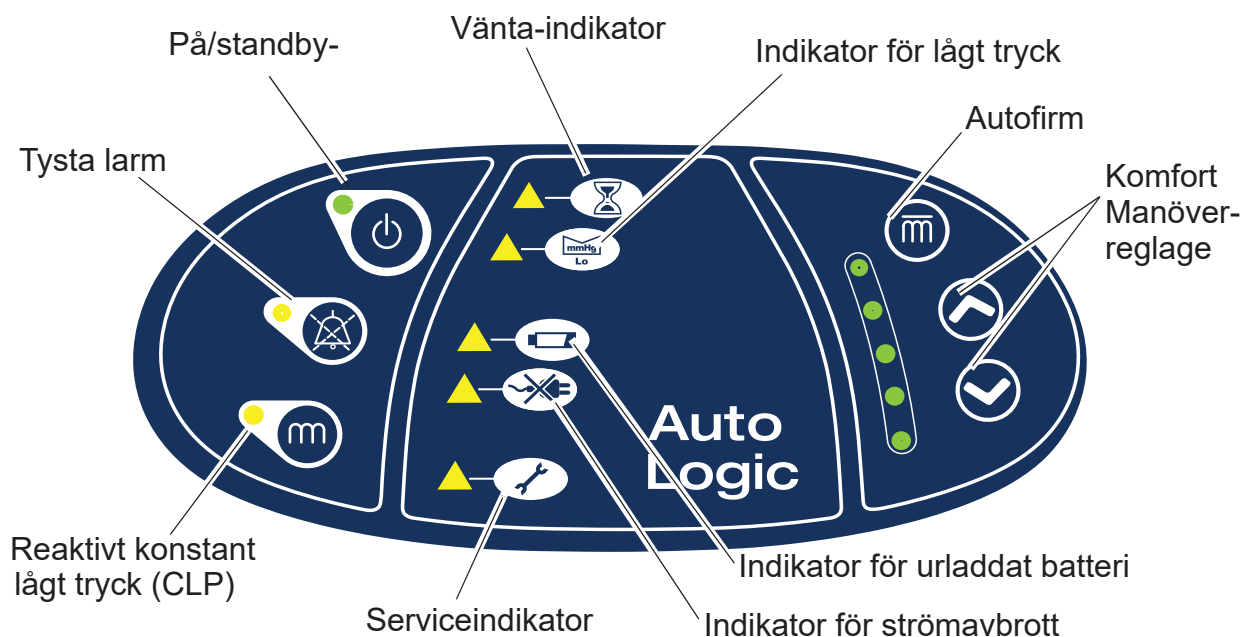 På/standby-
Vänta-indikator
Indikator för lågt tryck
Autofirm
Tysta larm
Komfort
Manöver-
reglage
mmHg
Lo
Auto
Logic
Reaktivt konstant
lågt tryck (CLP)
Serviceindikator
Indikator för urladdat batteri
Indikator för strömavbrott